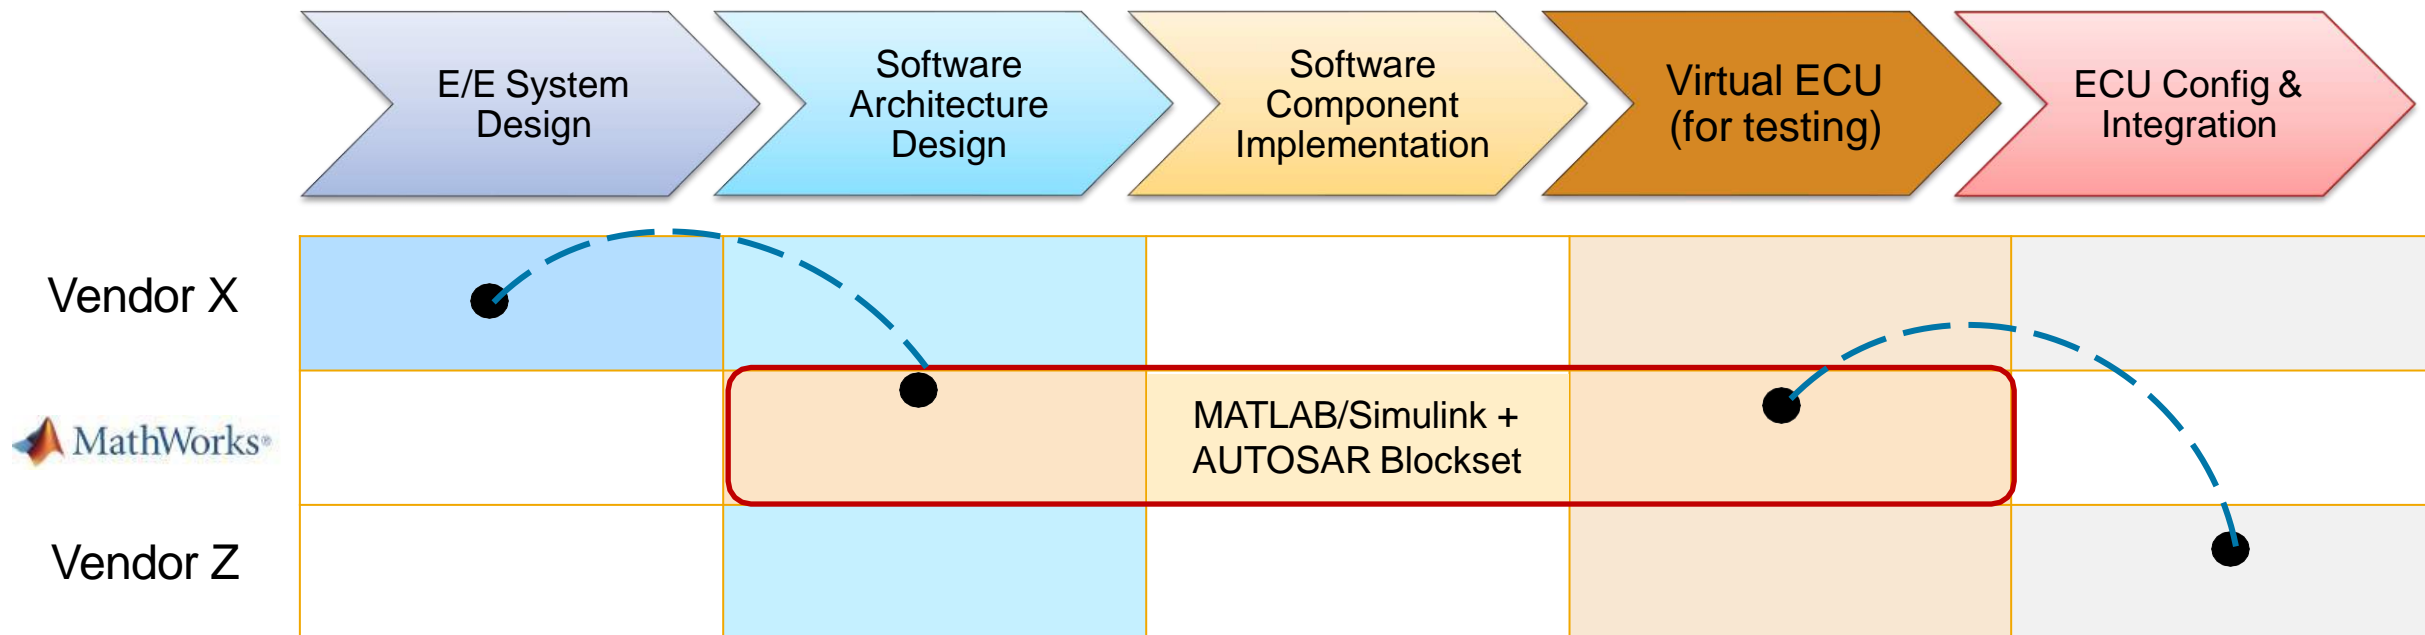 E/E System
Design
Software
Architecture
Design
Software
Component
Implementation
Virtual ECU
(for testing)
ECU Config &
Integration
Vendor X
MathWorks®
MATLAB/Simulink +
AUTOSAR Blockset
Vendor Z